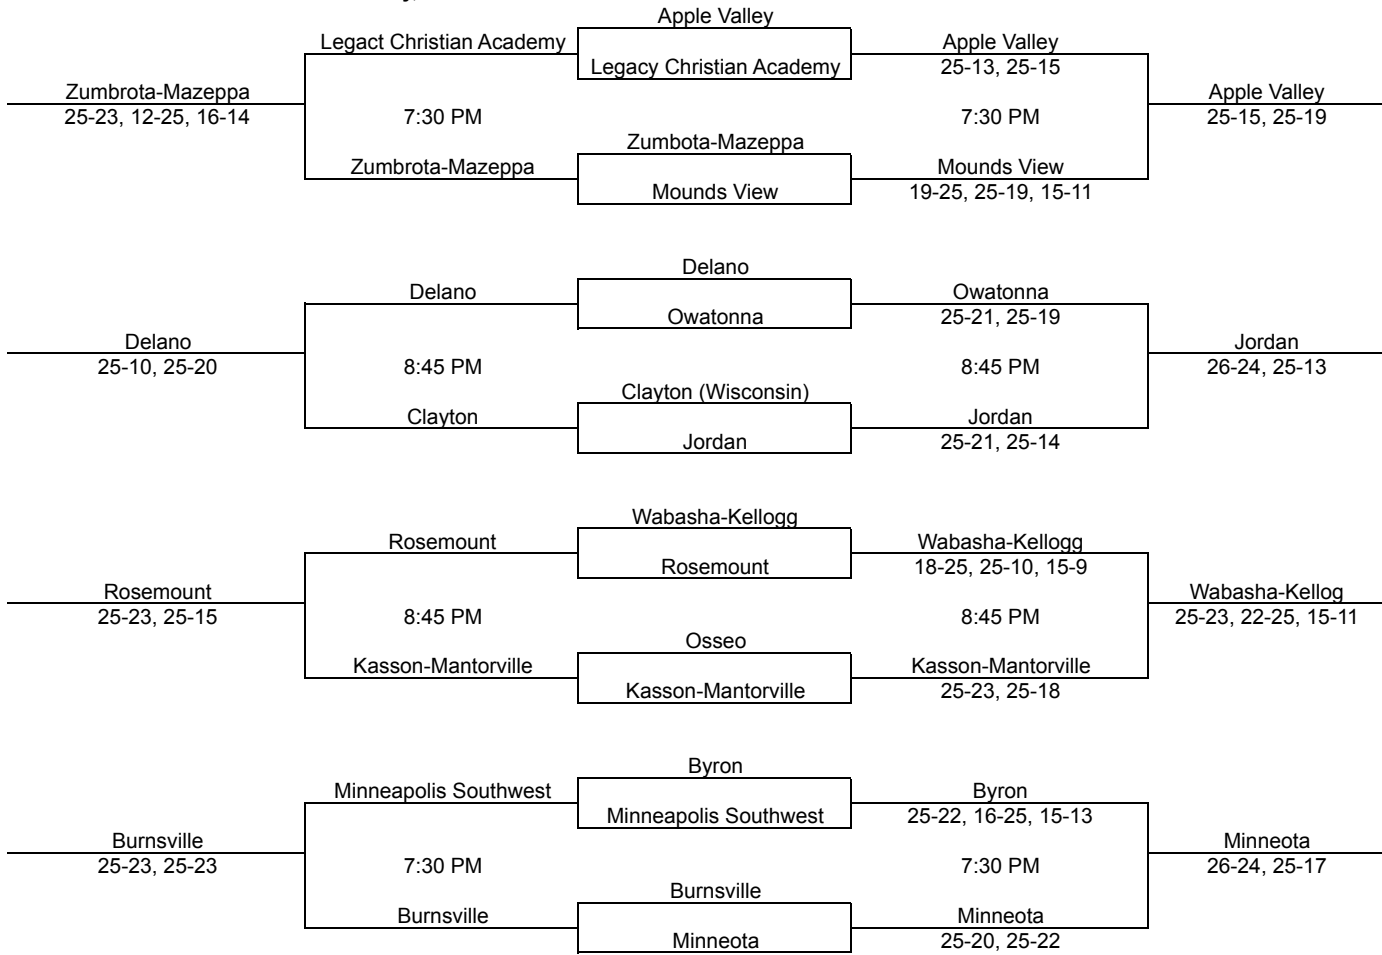 Apple Valley
Legact Christian Academy Apple Valley
Legacy Christian Academy 25-13, 25-15
Zumbrota-Mazeppa Apple Valley
25-23, 12-25, 16-14 7:30 PM 7:30 PM 25-15, 25-19
Zumbota-Mazeppa
Zumbrota-Mazeppa Mounds View
Mounds View 19-25, 25-19, 15-11
Delano
Delano Owatonna
Owatonna 25-21, 25-19
Delano Jordan
25-10, 25-20 8:45 PM 8:45 PM 26-24, 25-13
Clayton (Wisconsin)
Clayton Jordan
Jordan 25-21, 25-14
Wabasha-Kellogg
Rosemount Wabasha-Kellogg
Rosemount 18-25, 25-10, 15-9
Rosemount Wabasha-Kellog
25-23, 25-15 8:45 PM 8:45 PM 25-23, 22-25, 15-11
Osseo
Kasson-Mantorville Kasson-Mantorville
Kasson-Mantorville 25-23, 25-18
Byron
Minneapolis Southwest Byron
Minneapolis Southwest 25-22, 16-25, 15-13
Burnsville Minneota
25-23, 25-23 7:30 PM 7:30 PM 26-24, 25-17
Burnsville
Burnsville Minneota
Minneota 25-20, 25-22